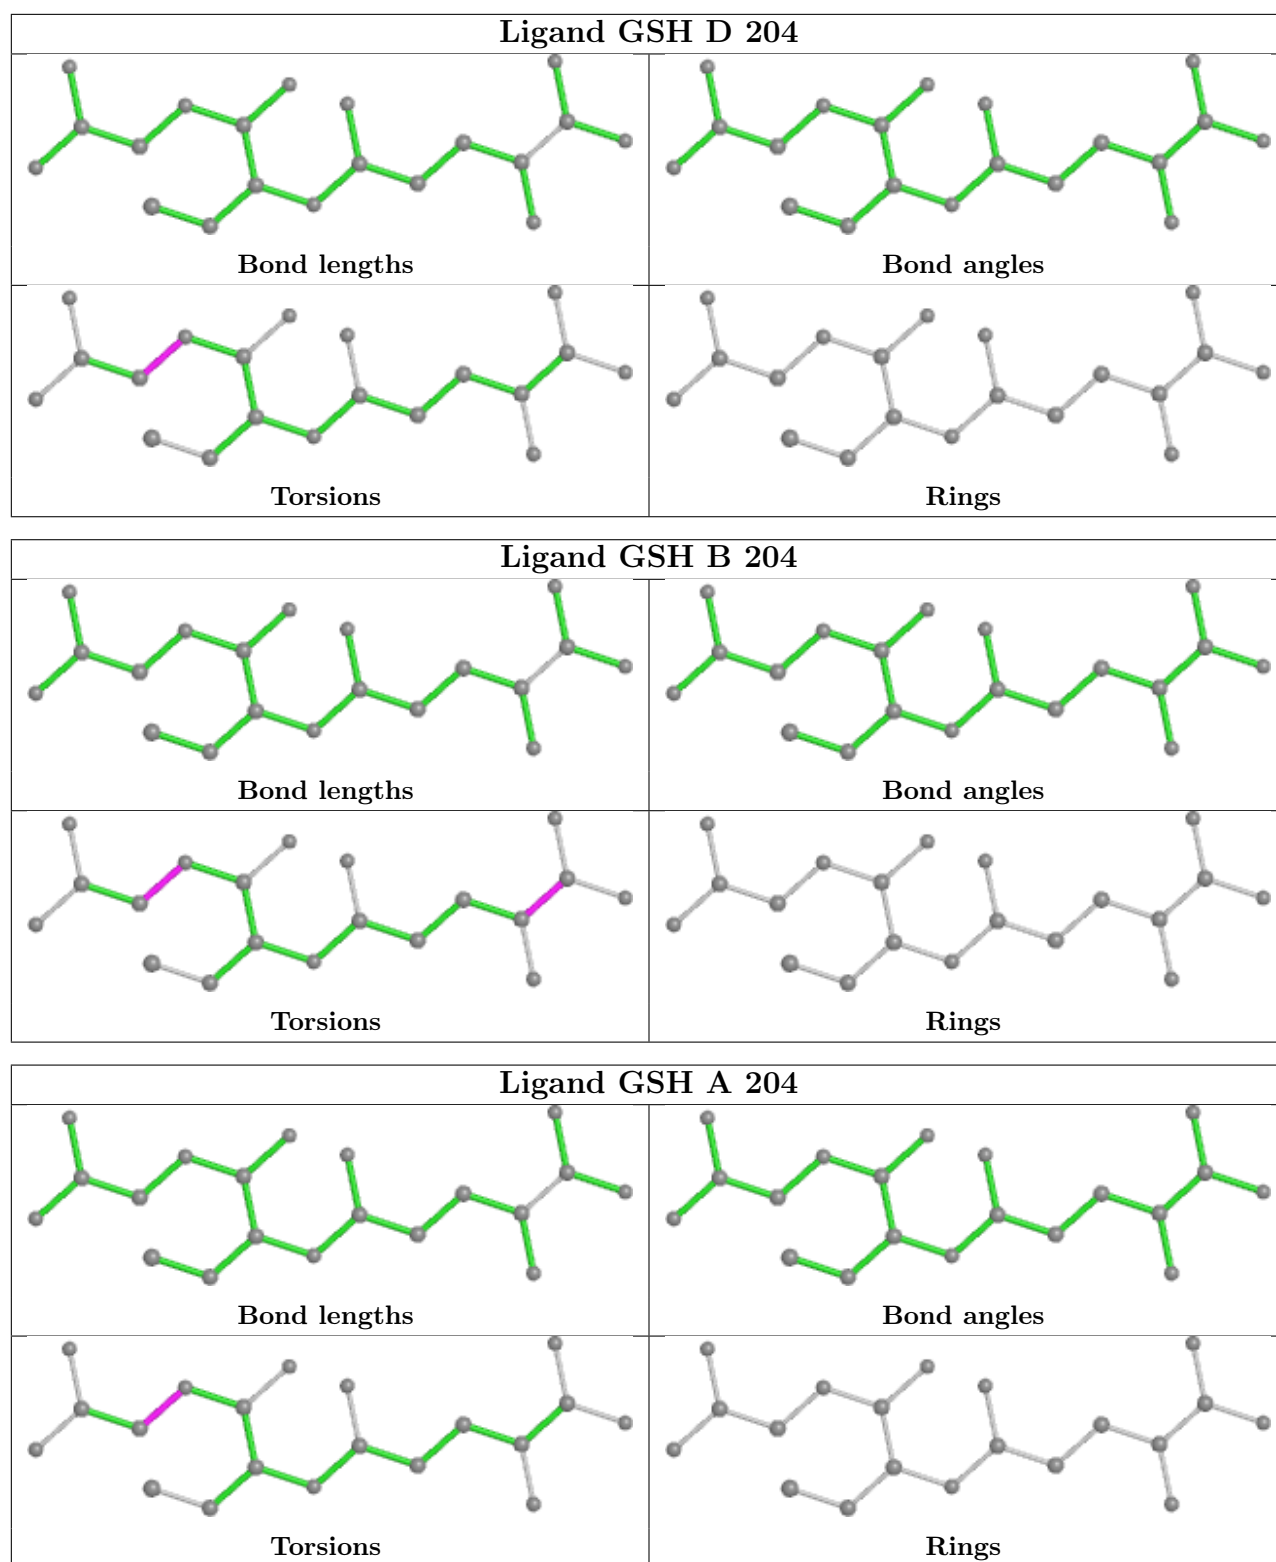 Ligand GSH D 204
Bond lengths
Bond angles
Torsions
Rings
Ligand GSH B 204
Bond lengths
Bond angles
Torsions
Rings
Ligand GSH A 204
Bond lengths
Bond angles
Torsions
Rings